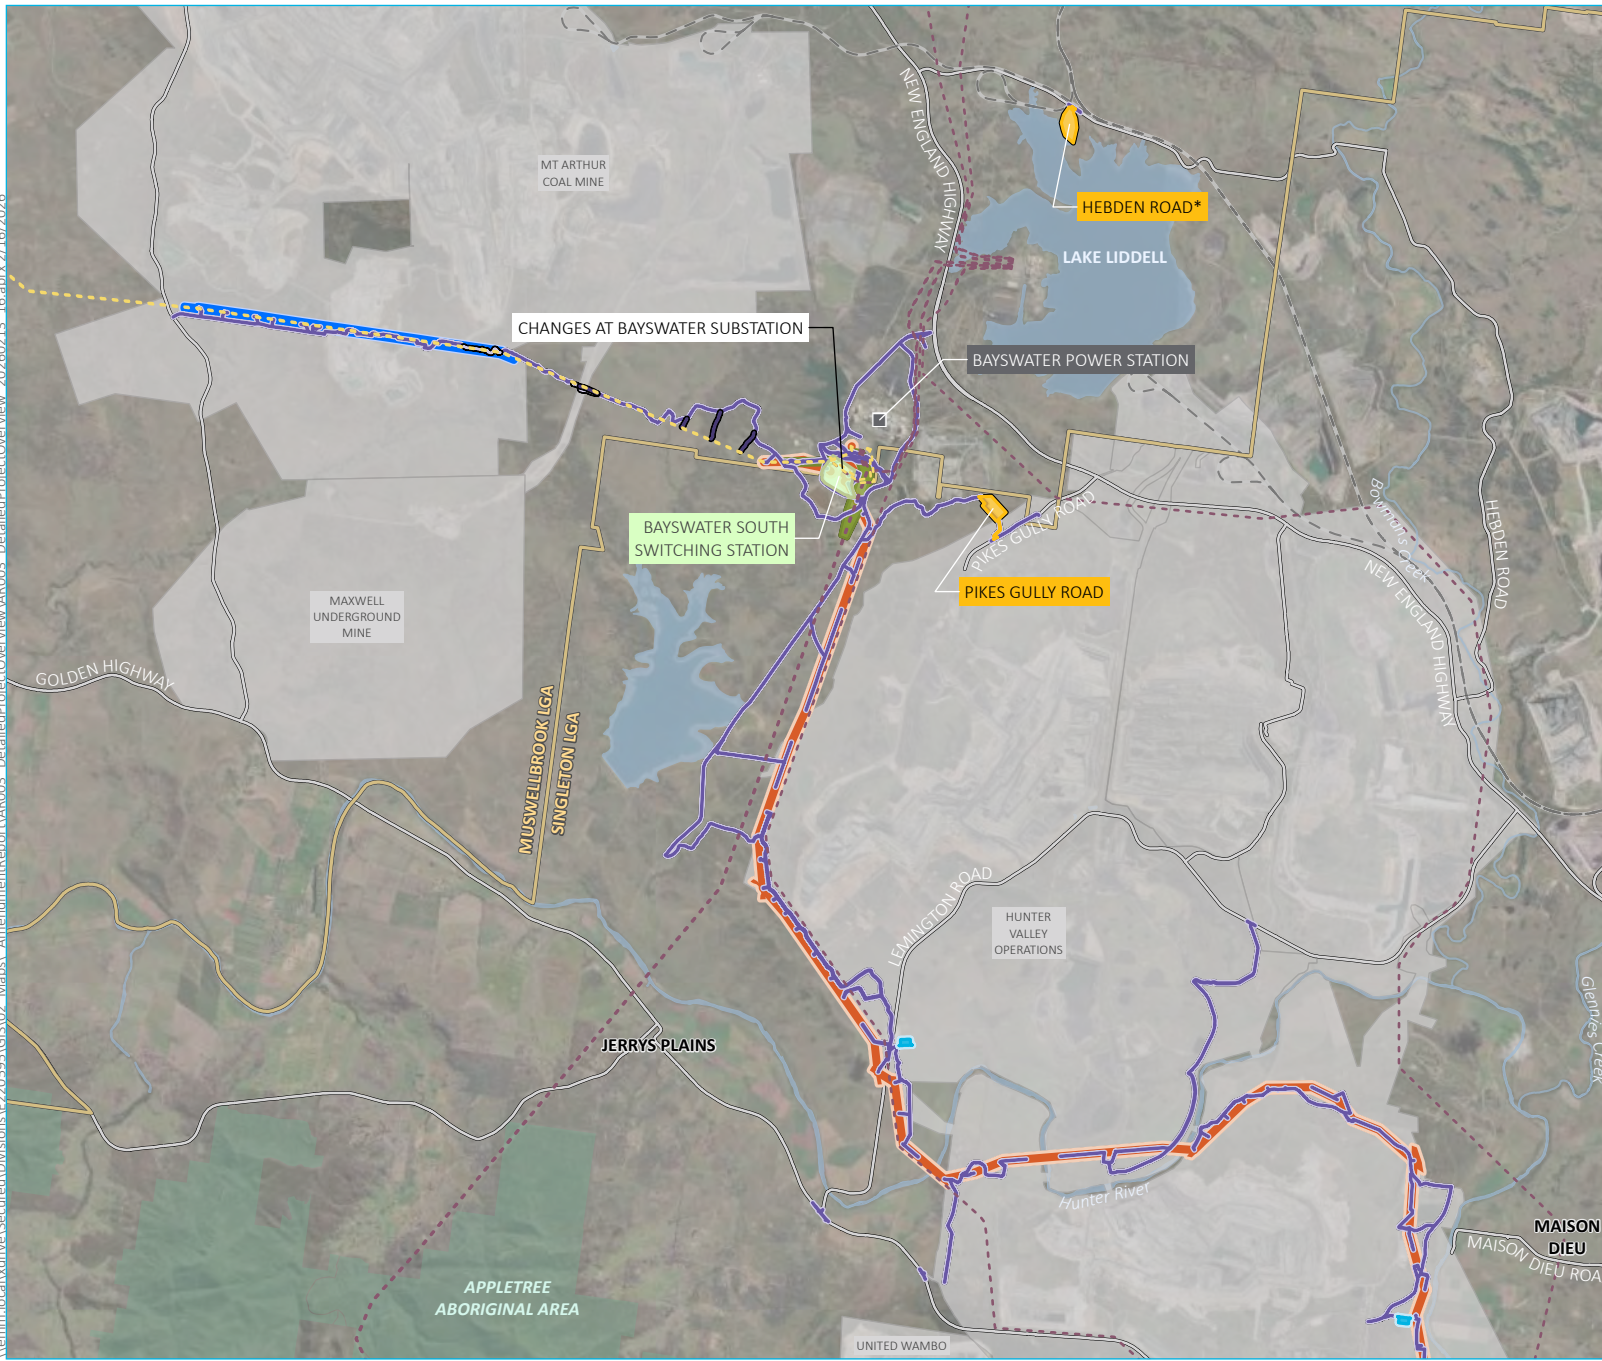 NEW ENGLAND HIGHWAY
MT ARTHUR
COAL MINE
HEBDEN ROAD*
LAKE LIDDELL
CHANGES AT BAYSWATER SUBSTATION
BAYSWATER POWER STATION
BAYSWATER SOUTH
SWITCHING STATION
PIKES GULLY ROAD
PIKES GULLY ROAD
Bowmans Creek
HEBDEN ROAD
NEW ENGLAND HIGHWAY
MAXWELL
UNDERGROUND
MINE
GOLDEN HIGHWAY
MUSWELLBROOK LGA
SINGLETON LGA
LEMINGTON ROAD
HUNTER
VALLEY
OPERATIONS
Glennies Creek
JERRYS PLAINS
Hunter River
MAISON
DIEU
MAISON DIEU ROA
APPLETREE
ABORIGINAL AREA
UNITED WAMBO